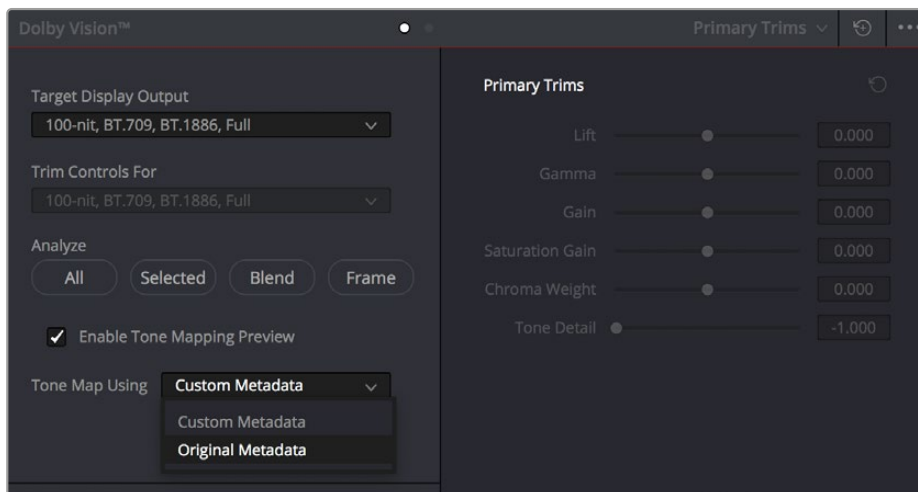 Dolby Vision™
Primary Trims
Target Display Output
100-nit, BT.709, BT.1886, Full
Trim Controls For
100-nit, BT.709, BT.1886, Full
Analyze
All Selected Blend Frame
Enable Tone Mapping Preview
Tone Map Using Custom Metadata
Custom Metadata
Original Metadata
Primary Trims
Lift 0.000
Gamma 0.000
Gain 0.000
Saturation Gain 0.000
Chroma Weight 0.000
Tone Detail -1.000